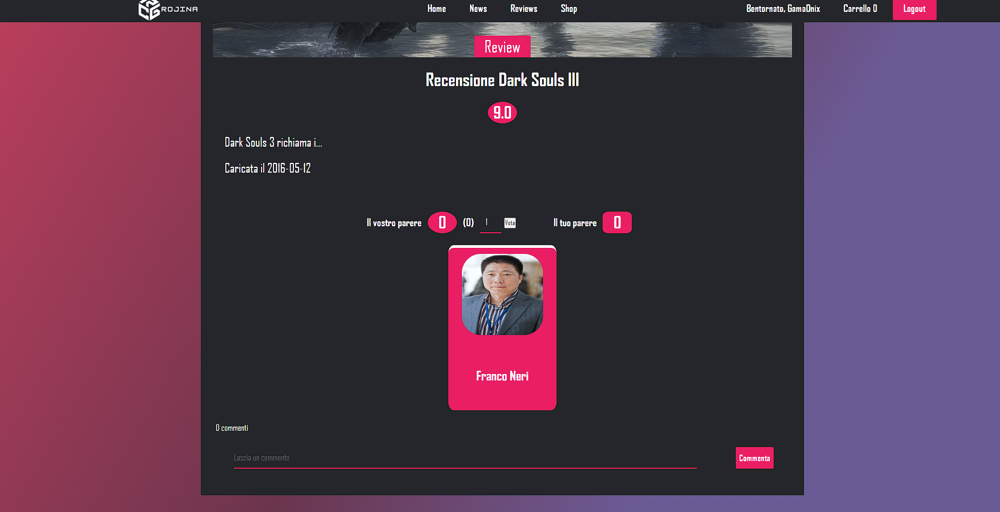 ROJINA
Home News Reviews Shop Bentornato, GamaOnix Carrello 0 Logout
Review
Recensione Dark Souls III
9.0
Dark Souls 3 richiama i...
Caricata il 2016-05-12
Il vostro parere 0 (0) 1 Vota Il tuo parere 0
Franco Neri
0 commenti
Lascia un commento Commenta